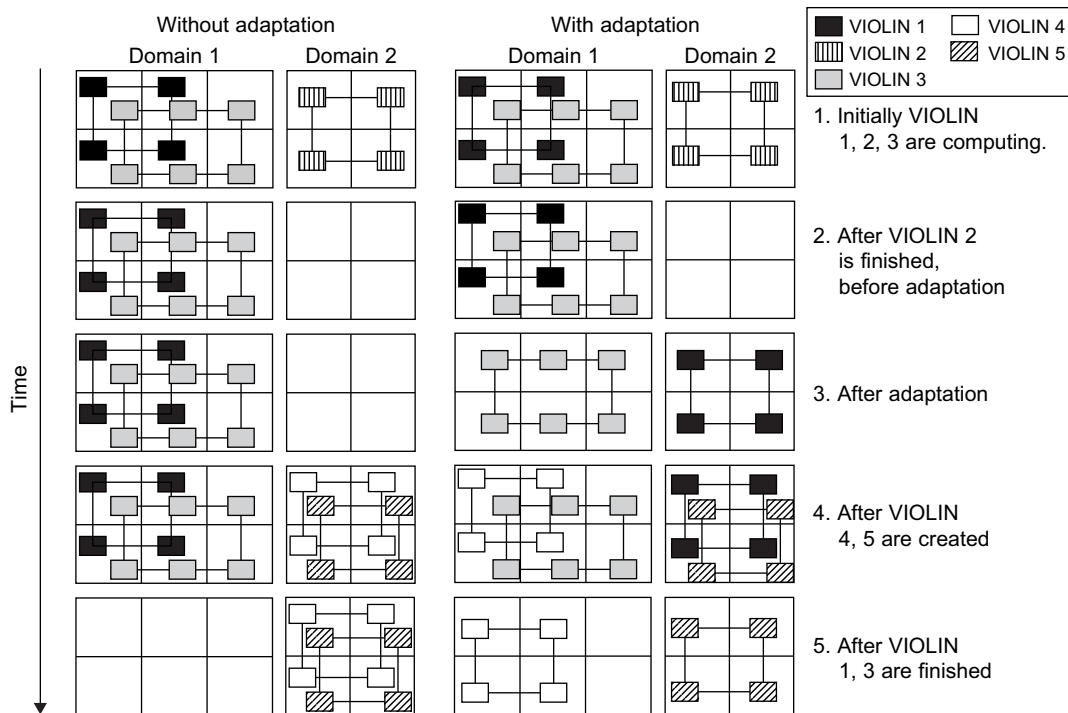 Without adaptation
With adaptation
Domain 1
Domain 2
Domain 1
Domain 2
VIOLIN 1
VIOLIN 4
VIOLIN 2
VIOLIN 5
VIOLIN 3
Time
1. Initially VIOLIN
1, 2, 3 are computing.
2. After VIOLIN 2
is finished,
before adaptation
3. After adaptation
4. After VIOLIN
4, 5 are created
5. After VIOLIN
1, 3 are finished